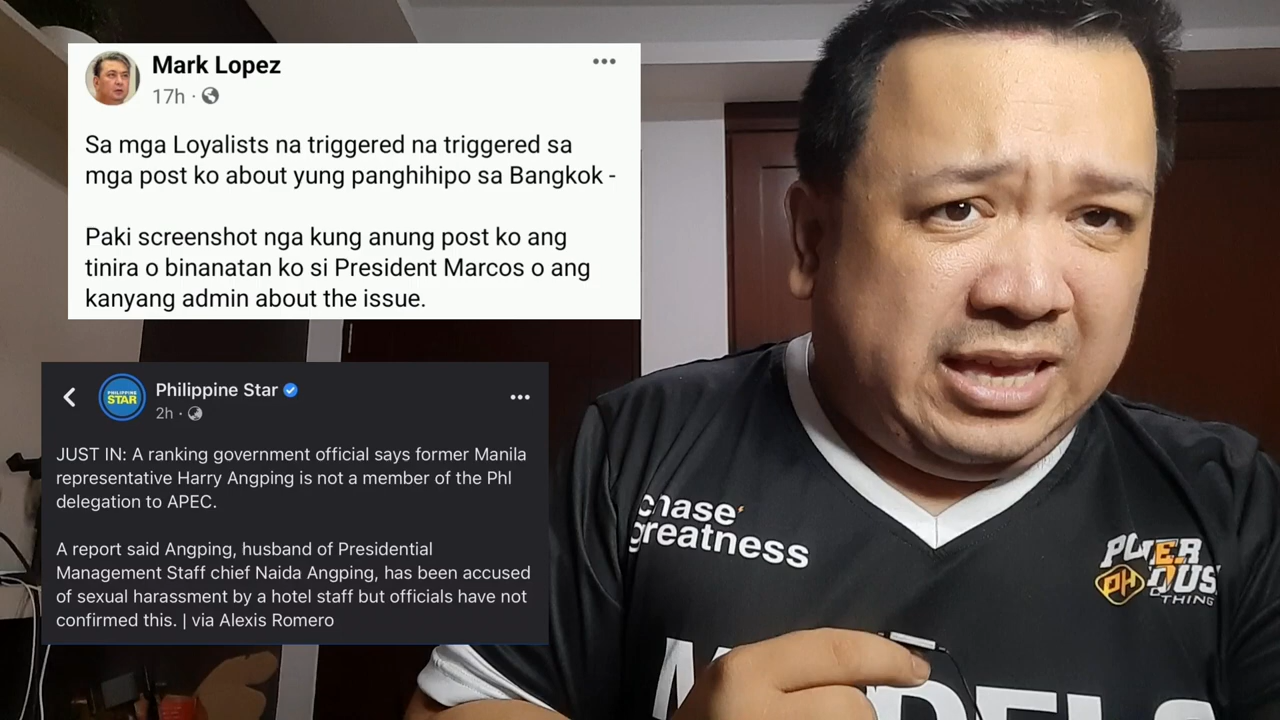 Mark Lopez
17h
Sa mga Loyalists na triggered na triggered sa
mga post ko about yung panghihipo sa Bangkok -
Paki screenshot nga kung anung post ko ang
tinira o binanatan ko si President Marcos o ang
kanyang admin about the issue.
PHILIPPINE
STAR
Philippine Star
2h
JUST IN: A ranking government official says former Manila
representative Harry Angping is not a member of the Phl
delegation to APEC.
A report said Angping, husband of Presidential
Management Staff chief Naida Angping, has been accused
of sexual harassment by a hotel staff but officials have not
confirmed this. | via Alexis Romero
chase
greatness
PH
THING